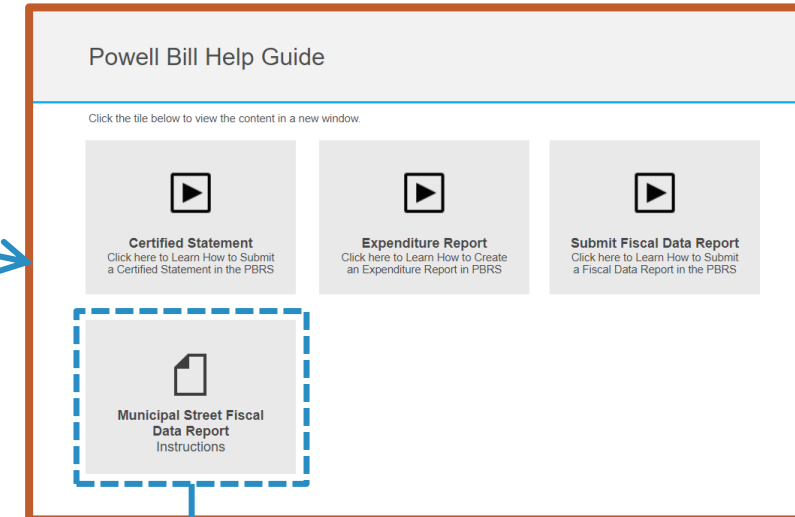 Powell Bill Help Guide
Click the tile below to view the content in a new window.
Certified Statement
Click here to Learn How to Submit
a Certified Statement in the PBRS
Expenditure Report
Click here to Learn How to Create
an Expenditure Report in PBRS
Submit Fiscal Data Report
Click here to Learn How to Submit
a Fiscal Data Report in the PBRS
Municipal Street Fiscal
Data Report
Instructions